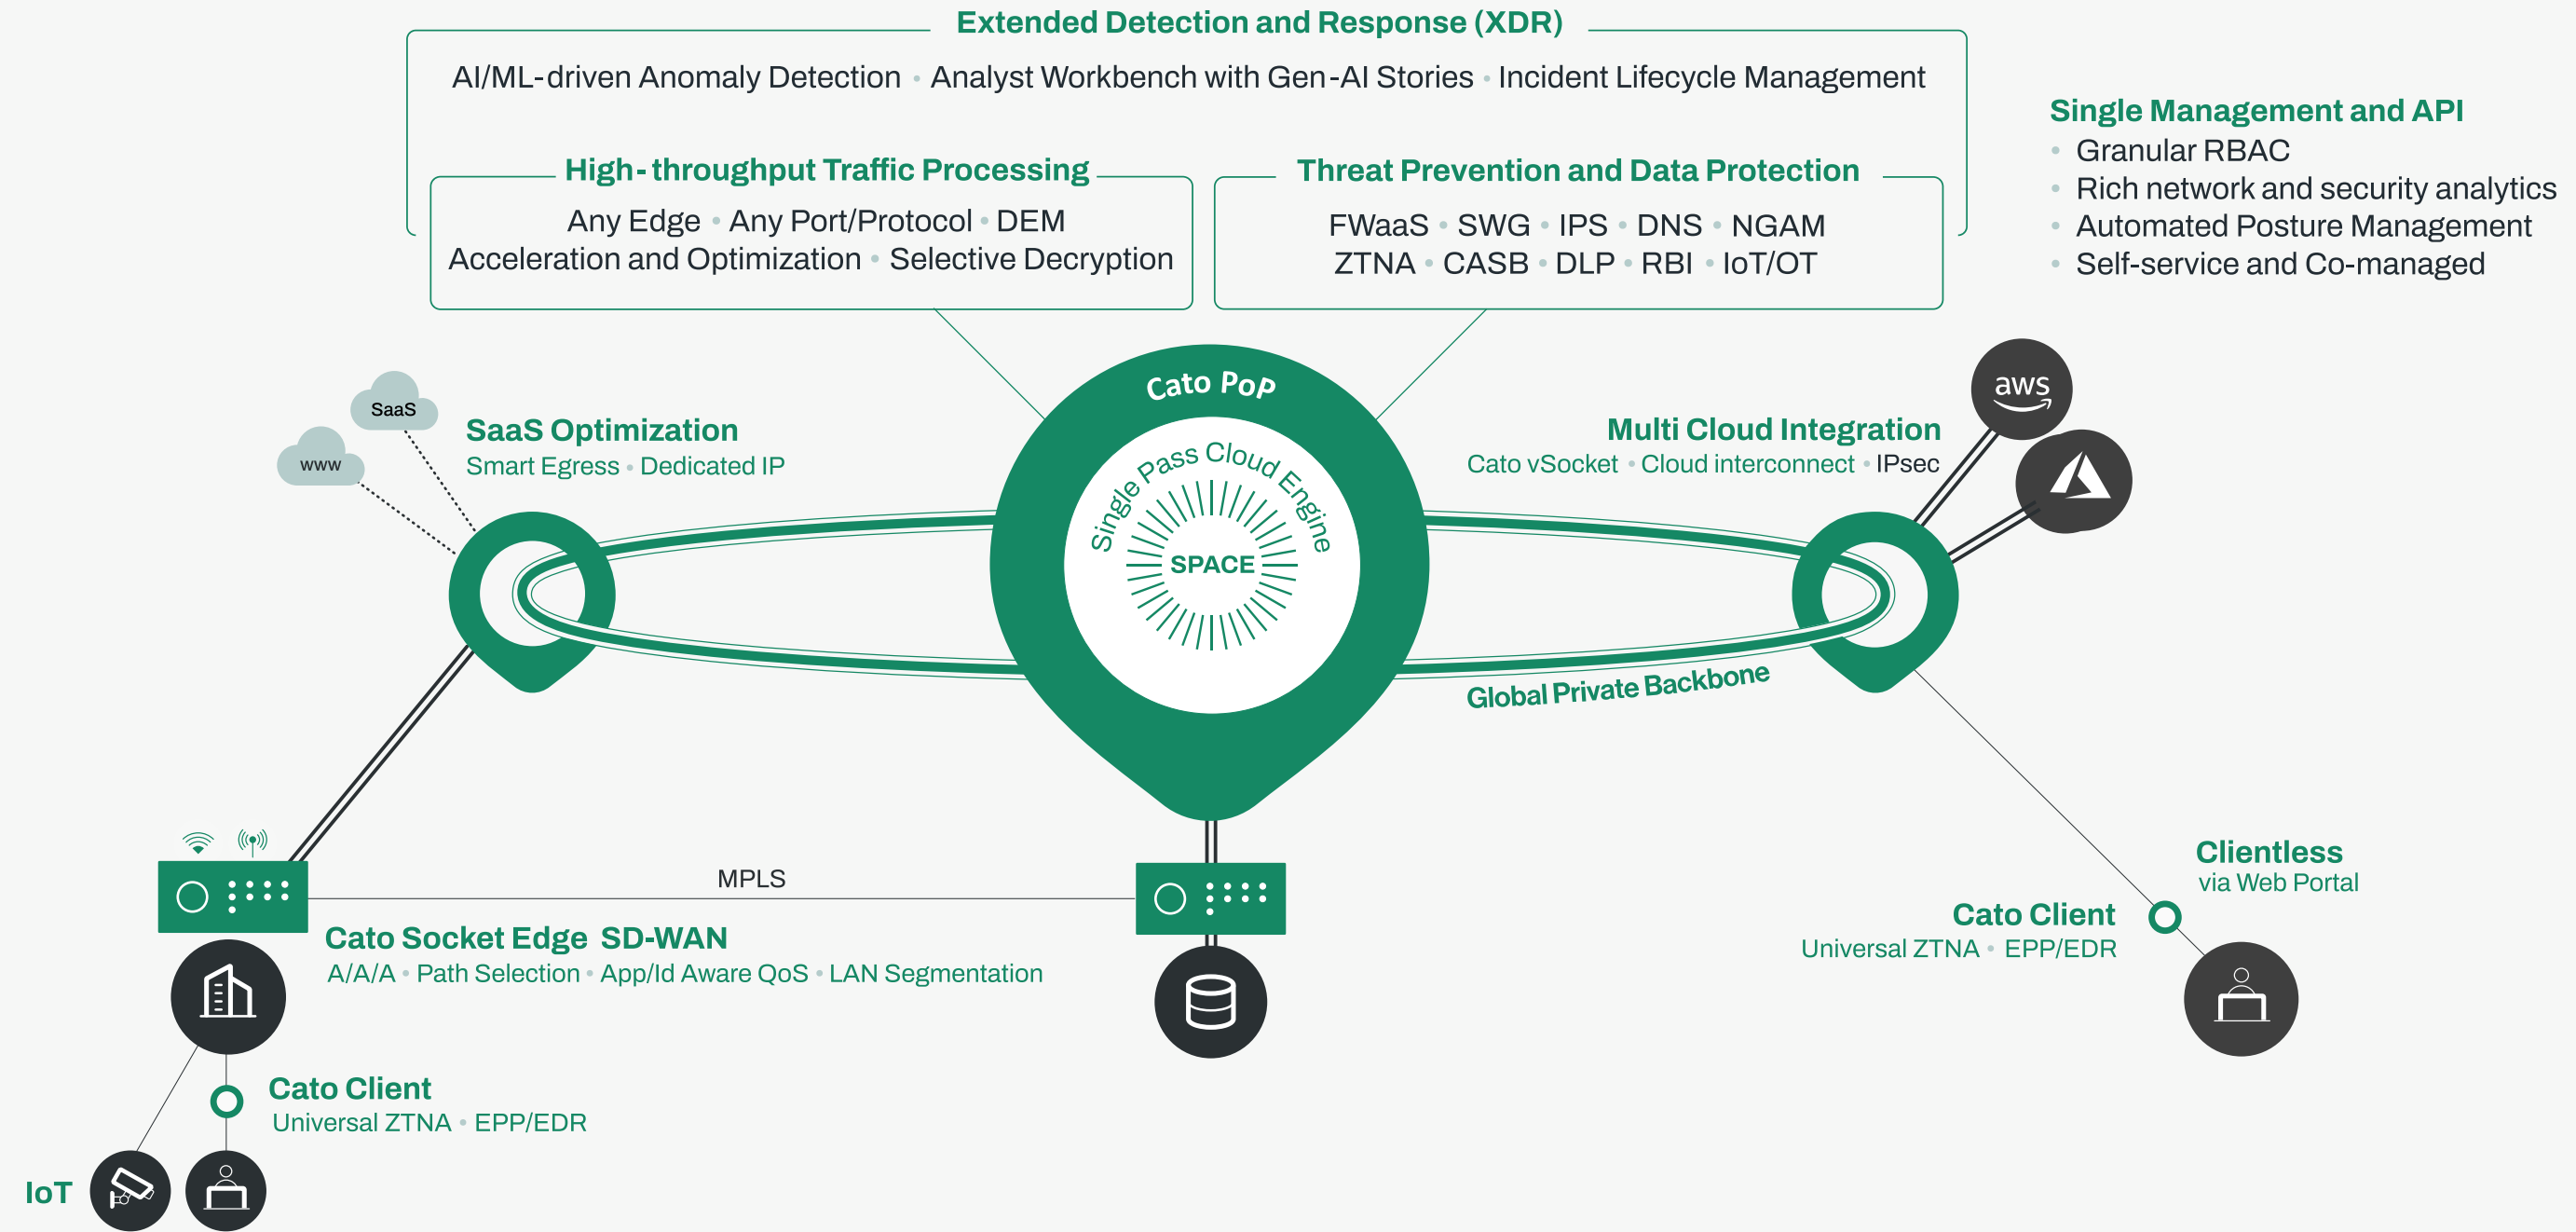 Extended Detection and Response (XDR)
AI/ML-driven Anomaly Detection • Analyst Workbench with Gen-AI Stories • Incident Lifecycle Management
High-throughput Traffic Processing
Any Edge • Any Port/Protocol • DEM
Acceleration and Optimization • Selective Decryption
Threat Prevention and Data Protection
FWaaS • SWG • IPS • DNS • NGAM
ZTNA • CASB • DLP • RBI • IoT/OT
Single Management and API
• Granular RBAC
• Rich network and security analytics
• Automated Posture Management
• Self-service and Co-managed
SaaS
www
SaaS Optimization
Smart Egress • Dedicated IP
Cato PoP
Single Pass Cloud Engine
SPACE
Multi Cloud Integration
Cato vSocket • Cloud interconnect • IPsec
aws
Global Private Backbone
MPLS
Cato Socket Edge SD-WAN
A/A/A • Path Selection • App/Id Aware QoS • LAN Segmentation
Clientless
via Web Portal
Cato Client
Universal ZTNA • EPP/EDR
Cato Client
Universal ZTNA • EPP/EDR
IoT